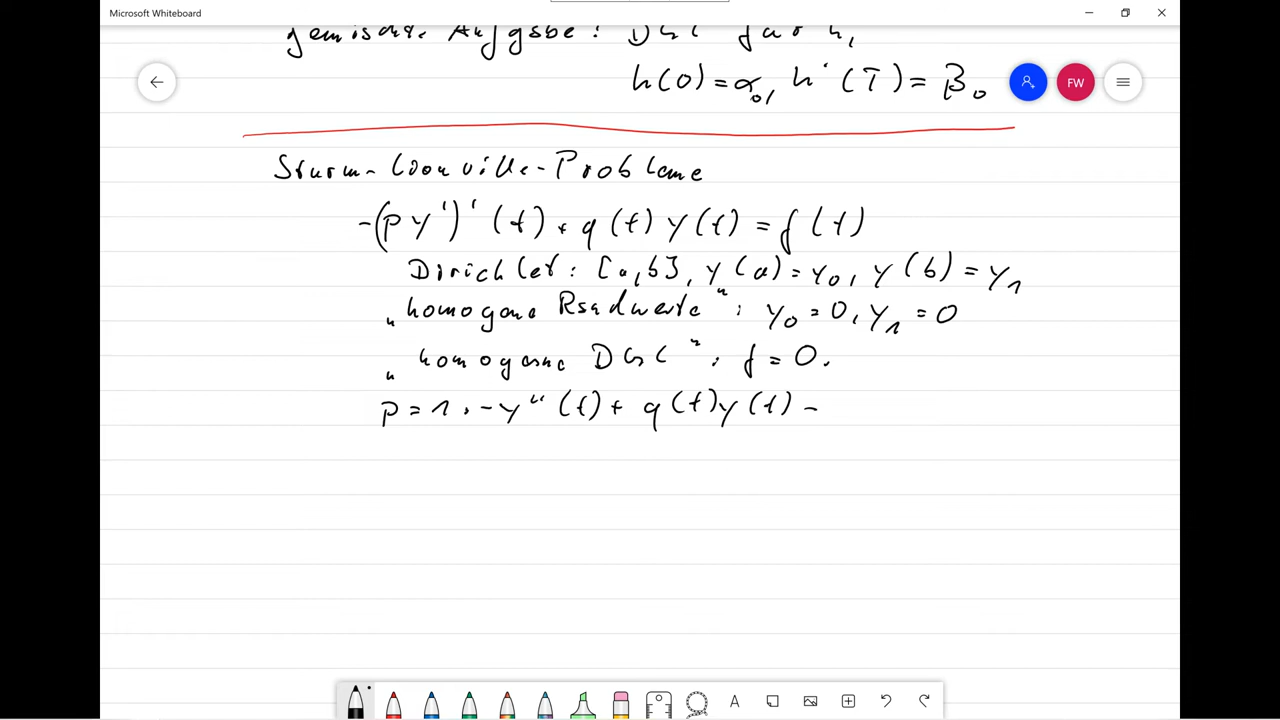 Microsoft Whiteboard
gemischte Aufgabe: DGL für h,
h(0) = α₀, h'(T) = β₀
FW
Sturm-Liouville-Probleme
-(p y')'(t) + q(t) y(t) = f(t)
Dirichlet: [a,b], y(a) = y₀, y(b) = y₁
„homogene Randwerte": y₀ = 0, y₁ = 0
„homogene DGL": f = 0.
p = 1: -y''(t) + q(t)y(t) -
A